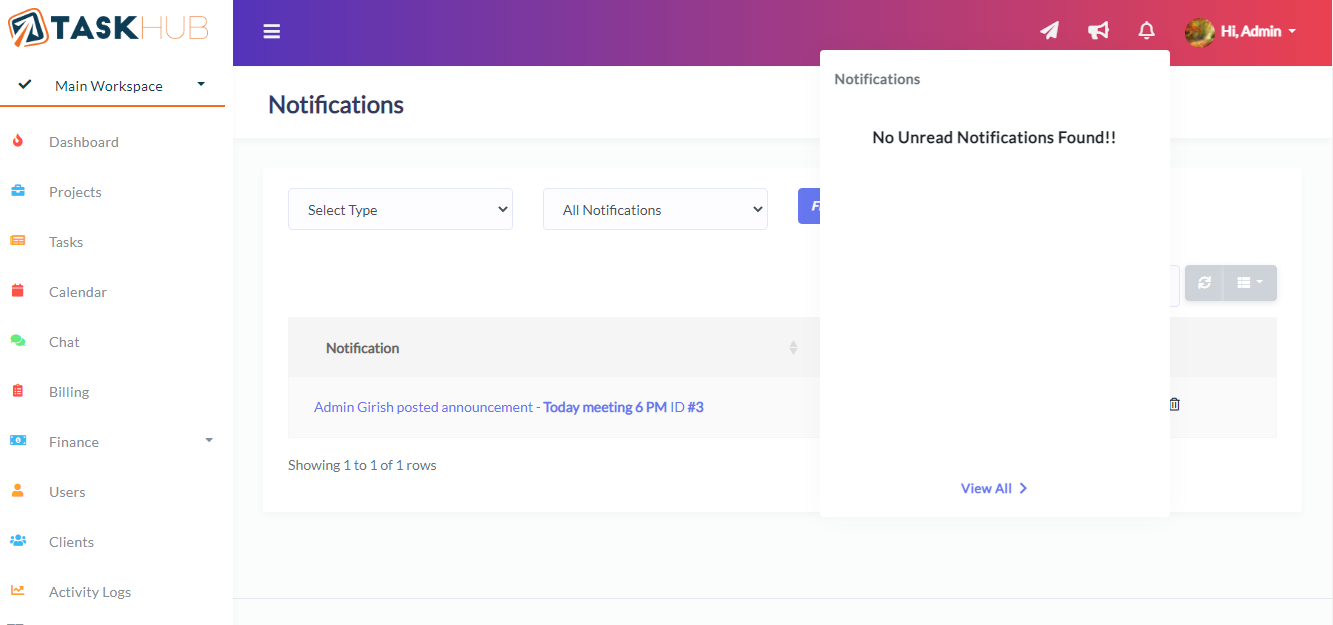 TASKHUB
Hi, Admin
Main Workspace
Notifications
Notifications
No Unread Notifications Found!!
View All
Dashboard
Projects
Tasks
Calendar
Chat
Billing
Finance
Users
Clients
Activity Logs
Select Type
All Notifications
Notification
Admin Girish posted announcement - Today meeting 6 PM ID #3
Showing 1 to 1 of 1 rows